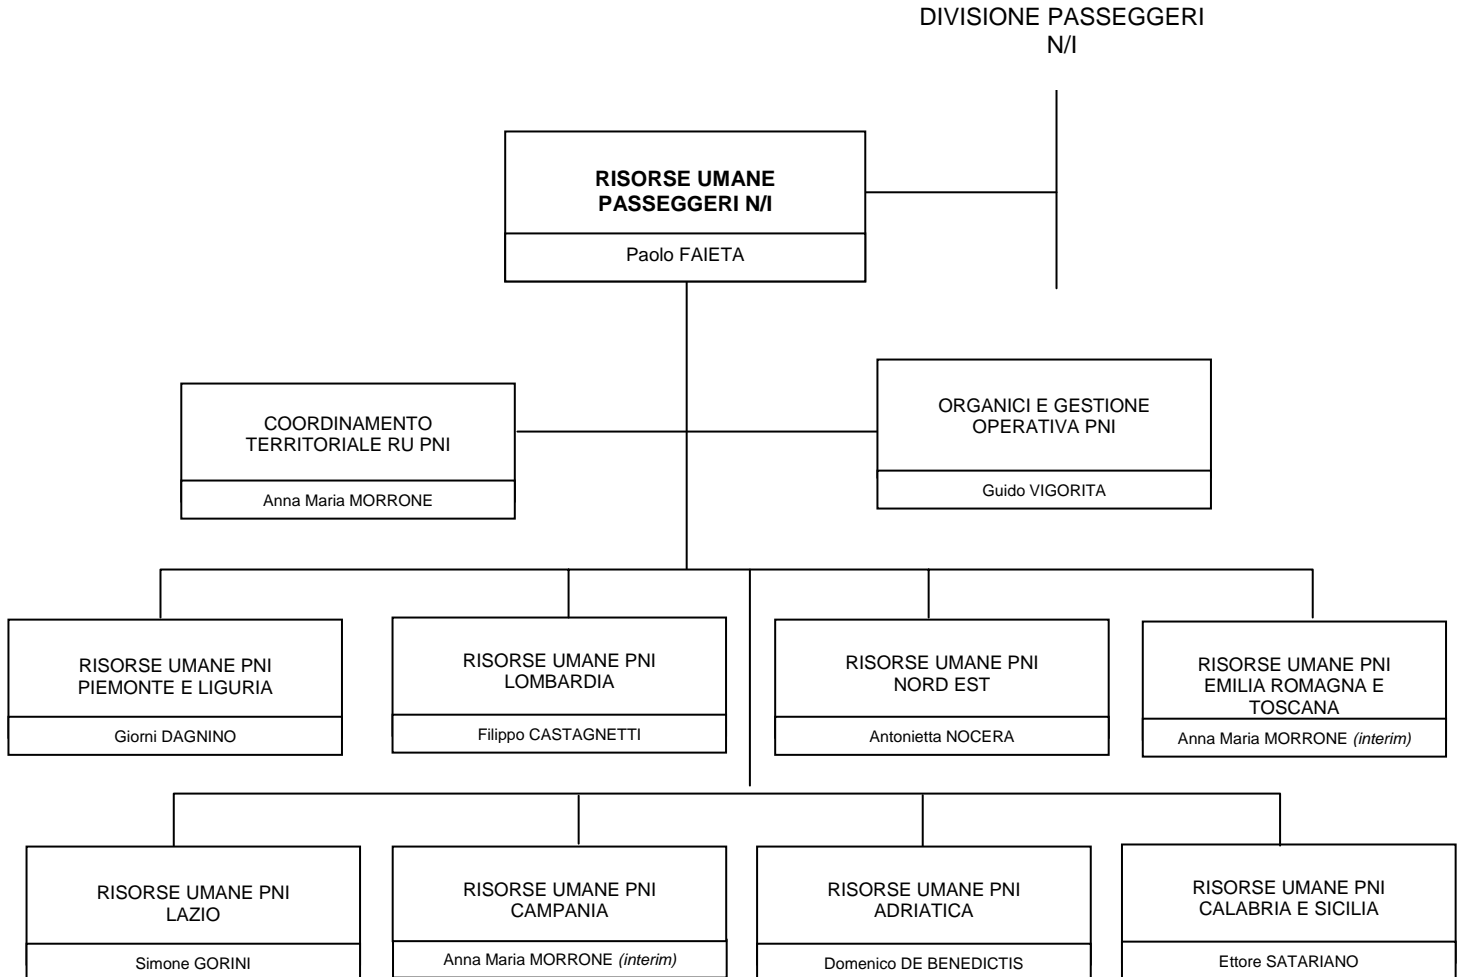 DIVISIONE PASSEGGERI
N/I
RISORSE UMANE
PASSEGGERI N/I
Paolo FAIETA
COORDINAMENTO
TERRITORIALE RU PNI
Anna Maria MORRONE
ORGANICI E GESTIONE
OPERATIVA PNI
Guido VIGORITA
RISORSE UMANE PNI
PIEMONTE E LIGURIA
Giorni DAGNINO
RISORSE UMANE PNI
LOMBARDIA
Filippo CASTAGNETTI
RISORSE UMANE PNI
NORD EST
Antonietta NOCERA
RISORSE UMANE PNI
EMILIA ROMAGNA E
TOSCANA
Anna Maria MORRONE (interim)
RISORSE UMANE PNI
LAZIO
Simone GORINI
RISORSE UMANE PNI
CAMPANIA
Anna Maria MORRONE (interim)
RISORSE UMANE PNI
ADRIATICA
Domenico DE BENEDICTIS
RISORSE UMANE PNI
CALABRIA E SICILIA
Ettore SATARIANO